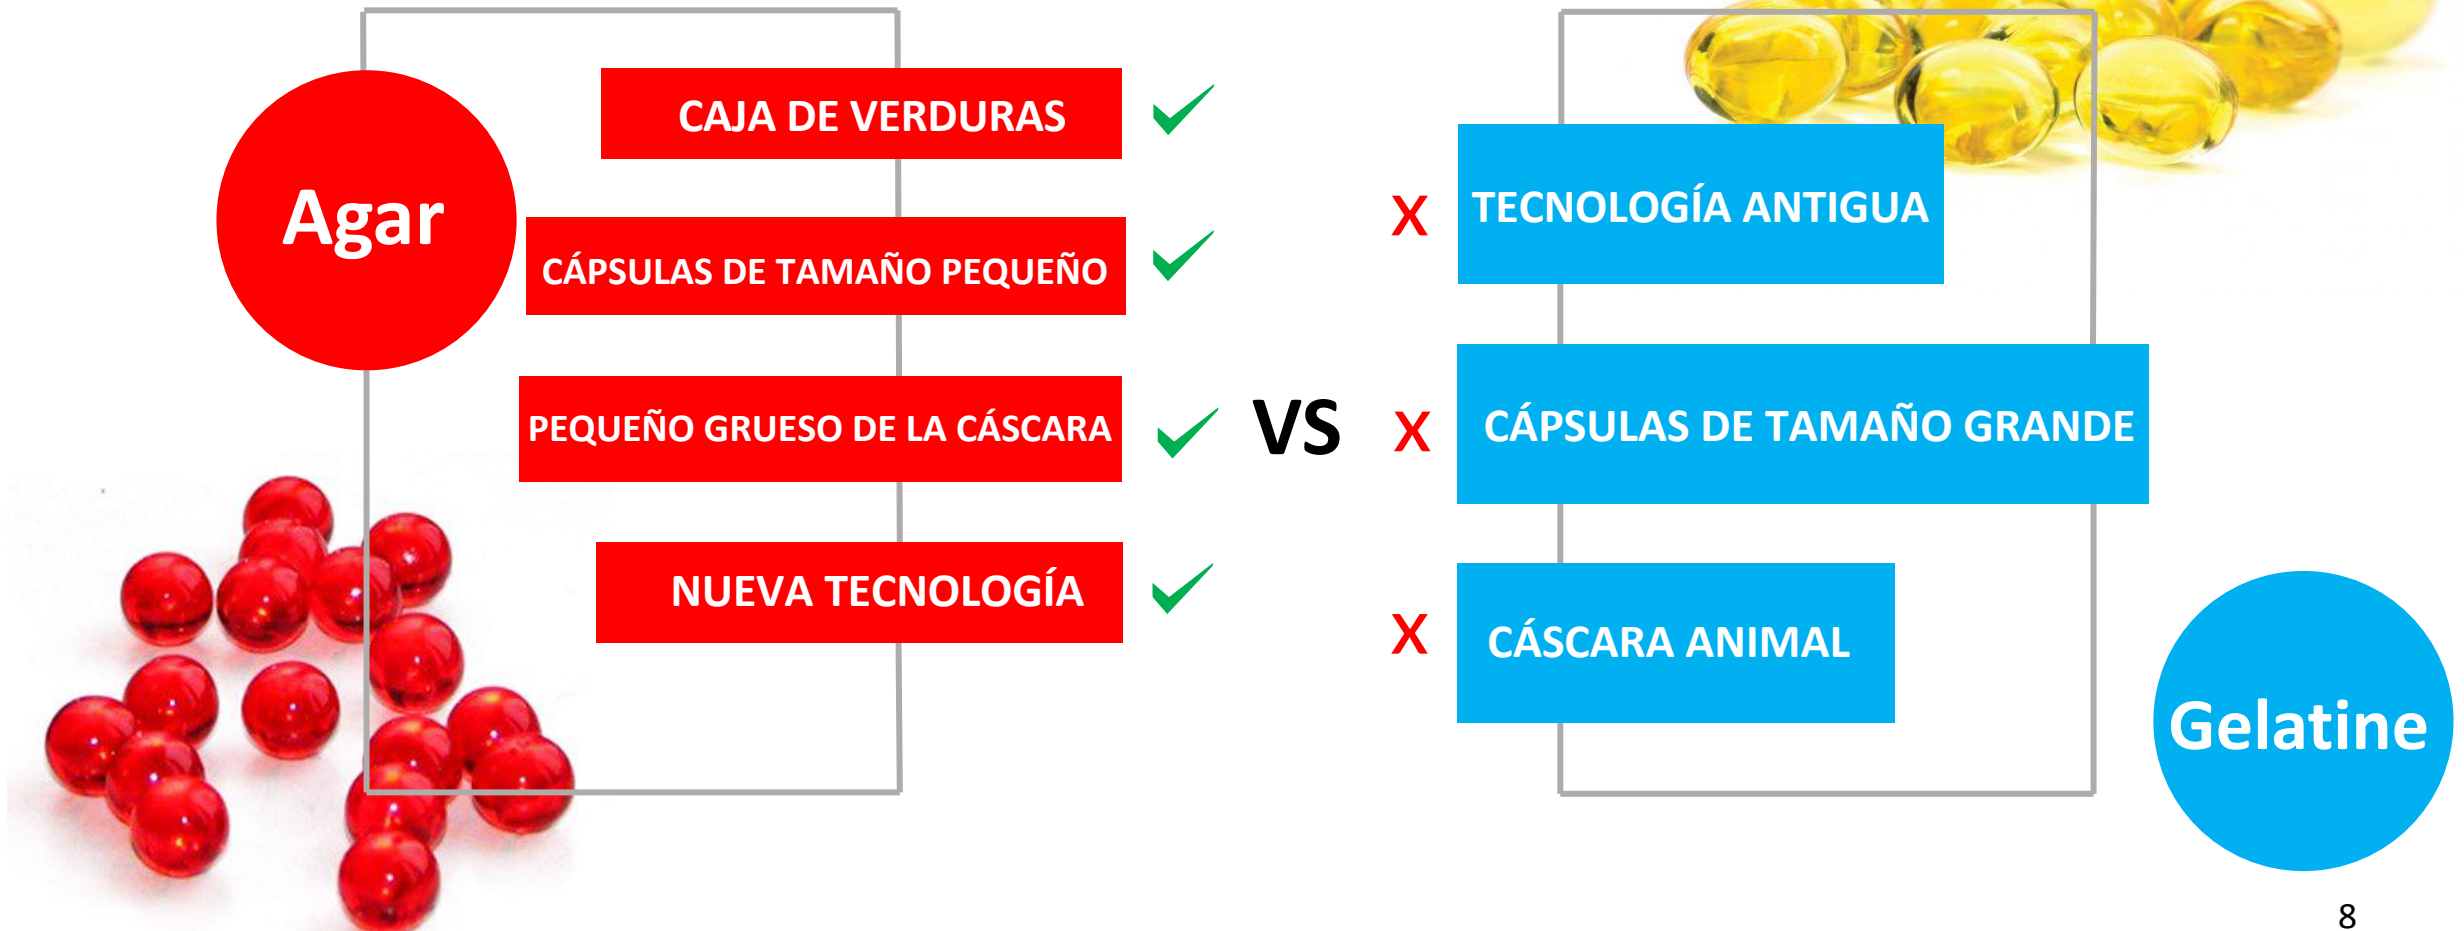 Agar
CAJA DE VERDURAS
CÁPSULAS DE TAMAÑO PEQUEÑO
PEQUEÑO GRUESO DE LA CÁSCARA
NUEVA TECNOLOGÍA
VS
X TECNOLOGÍA ANTIGUA
X CÁPSULAS DE TAMAÑO GRANDE
X CÁSCARA ANIMAL
Gelatine
8